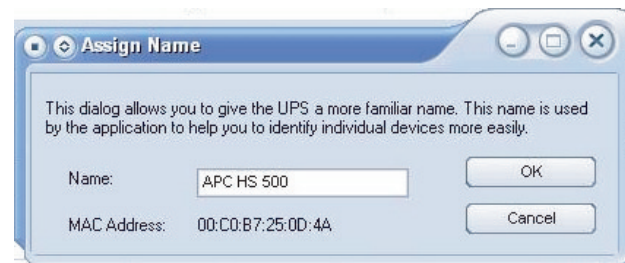 Assign Name
This dialog allows you to give the UPS a more familiar name. This name is used
by the application to help you to identify individual devices more easily.
Name: APC HS 500 OK
MAC Address: 00:C0:B7:25:0D:4A Cancel